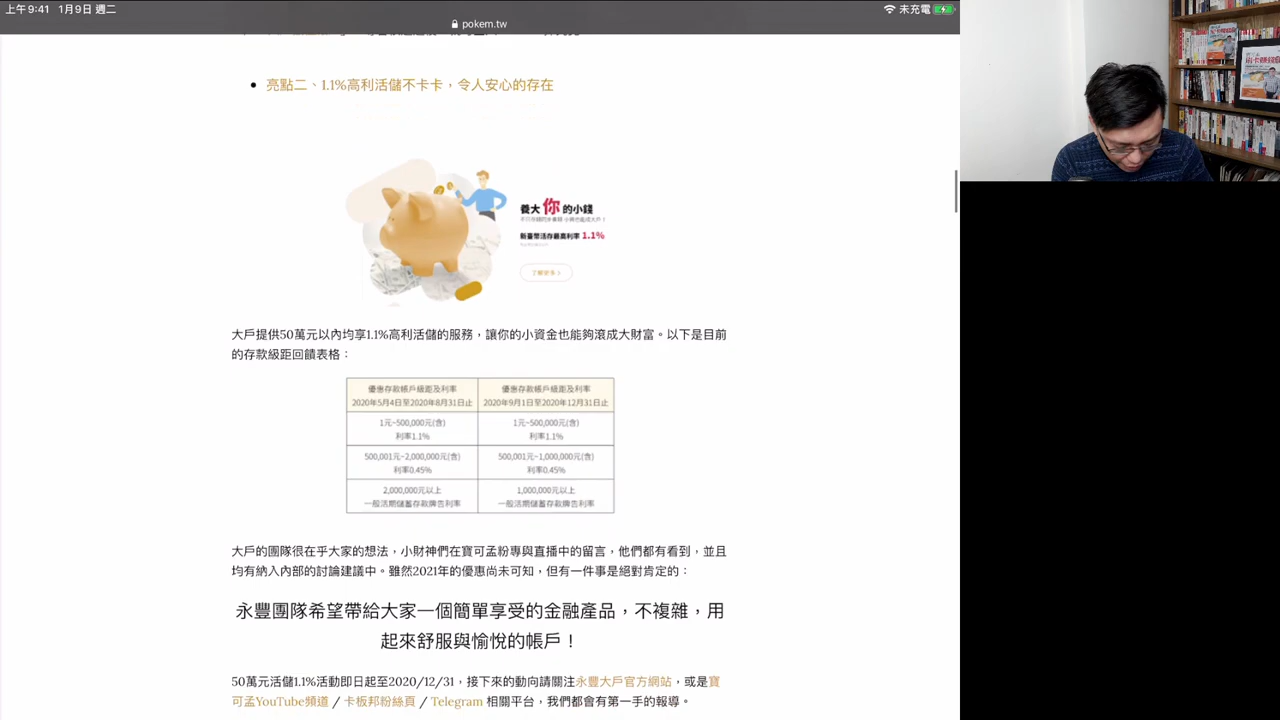 上午9:41 1月9日 週二
未充電
pokem.tw
亮點二、1.1%高利活儲不卡卡，令人安心的存在
養大你的小錢
新臺幣活存最高利率 1.1%
了解更多 >
大戶提供50萬元以內均享1.1%高利活儲的服務，讓你的小資金也能夠滾成大財富。以下是目前
的存款級距回饋表格：
優惠存款帳戶級距及利率 優惠存款帳戶級距及利率
2020年5月4日至2020年8月31日止 2020年9月1日至2020年12月31日止
1元~500,000元(含) 1元~500,000元(含)
利率1.1% 利率1.1%
500,001元~2,000,000元(含) 500,001元~1,000,000元(含)
利率0.45% 利率0.45%
2,000,000元以上 1,000,000元以上
一般活期儲蓄存款牌告利率 一般活期儲蓄存款牌告利率
大戶的團隊很在乎大家的想法，小財神們在寶可孟粉專與直播中的留言，他們都有看到，並且
均有納入內部的討論建議中。雖然2021年的優惠尚未可知，但有一件事是絕對肯定的：
永豐團隊希望帶給大家一個簡單享受的金融產品，不複雜，用
起來舒服與愉悅的帳戶！
50萬元活儲1.1%活動即日起至2020/12/31，接下來的動向請關注永豐大戶官方網站，或是寶
可孟YouTube頻道 / 卡板邦粉絲頁 / Telegram 相關平台，我們都會有第一手的報導。